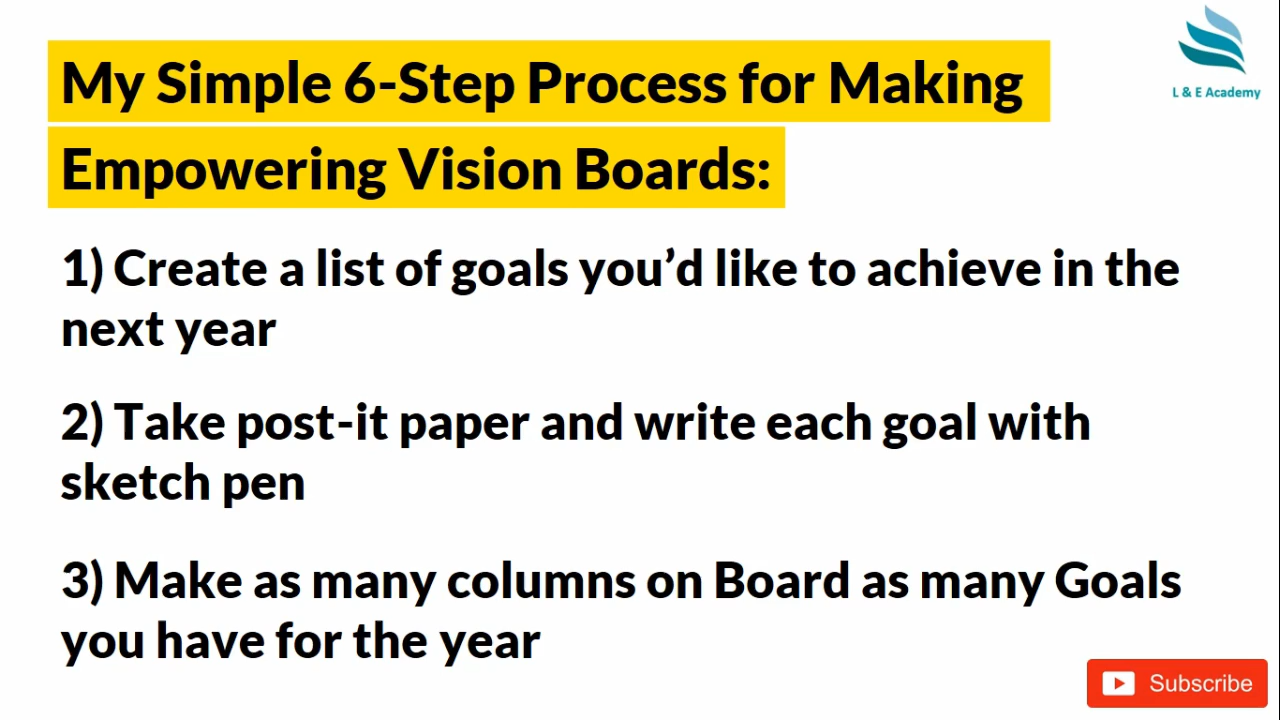 My Simple 6-Step Process for Making
Empowering Vision Boards:
L & E Academy
1) Create a list of goals you’d like to achieve in the
next year
2) Take post-it paper and write each goal with
sketch pen
3) Make as many columns on Board as many Goals
you have for the year
Subscribe